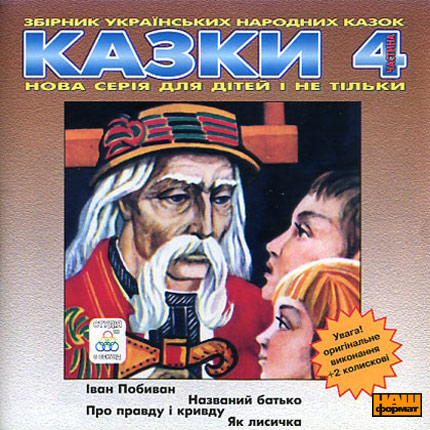 ЗБІРНИК УКРАЇНСЬКИХ НАРОДНИХ КАЗОК
КАЗКИ 4
ЧАСТИНА
НОВА СЕРІЯ ДЛЯ ДІТЕЙ І НЕ ТІЛЬКИ
Увага!
оригінальне
виконання
+2 колискові
СТУДІЯ
Іван Побиван
Названий батько
Про правду і кривду
Як лисичка
НАШ
формат